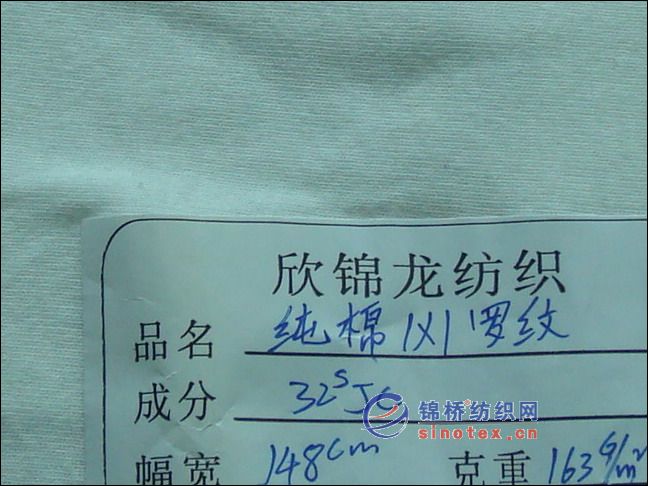 欣锦龙纺织
品名 纯棉1X1罗纹
成分 32ˢJC
锦桥纺织网
sinotex.cn
幅宽 148cm 克重 163G/m²